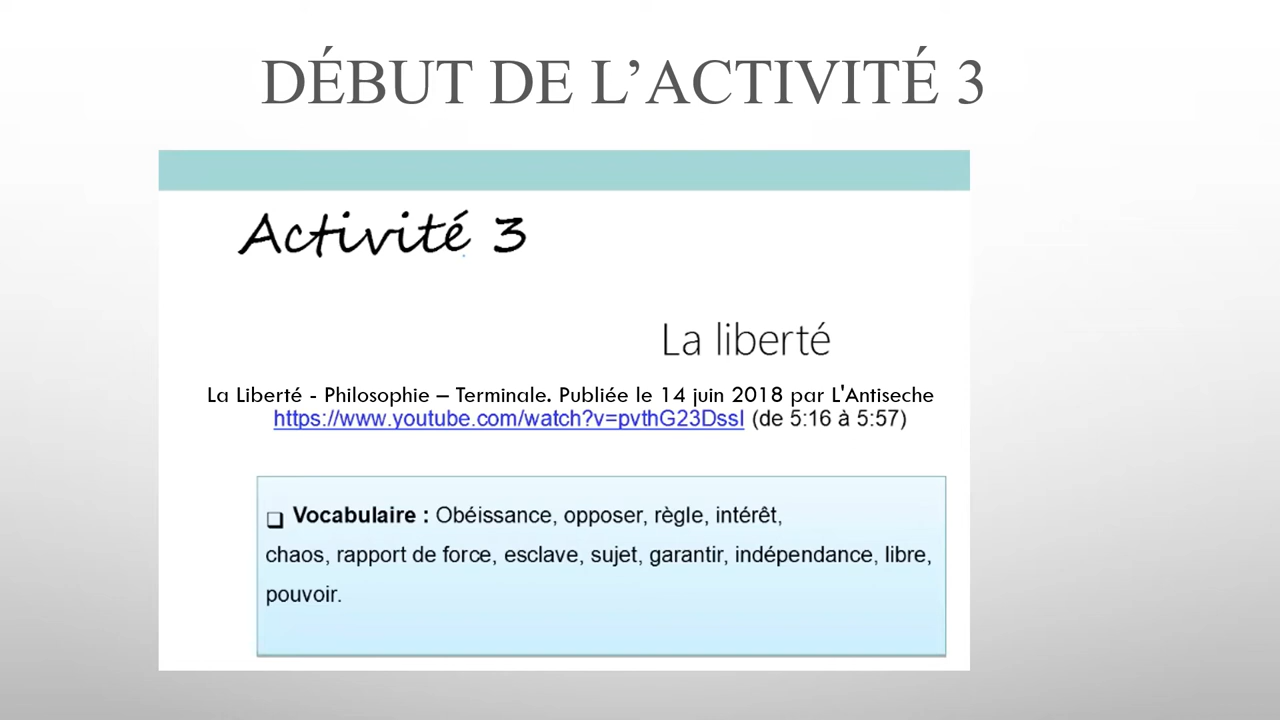 DÉBUT DE L’ACTIVITÉ 3
Activité 3
La liberté
La Liberté - Philosophie – Terminale. Publiée le 14 juin 2018 par L'Antiseche
https://www.youtube.com/watch?v=pvthG23DssI (de 5:16 à 5:57)
❑ Vocabulaire : Obéissance, opposer, règle, intérêt,
chaos, rapport de force, esclave, sujet, garantir, indépendance, libre,
pouvoir.